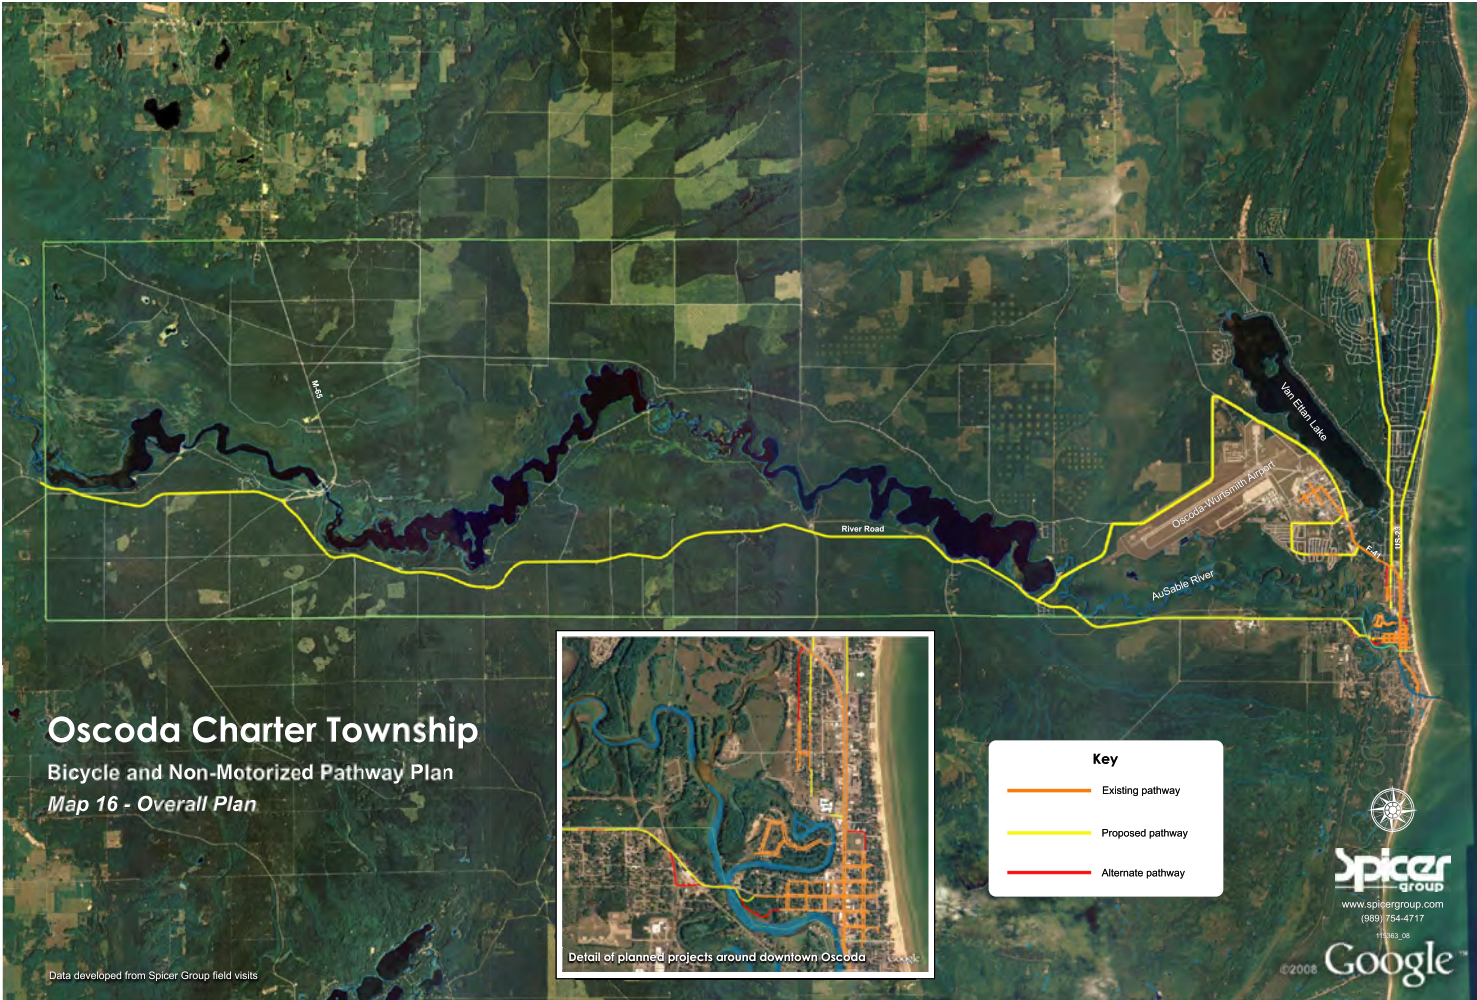 M-65
River Road
Van Ettan Lake
Oscoda-Wurtsmith Airport
F-41
US-23
AuSable River
Oscoda Charter Township
Bicycle and Non-Motorized Pathway Plan
Map 16 - Overall Plan
Data developed from Spicer Group field visits
Detail of planned projects around downtown Oscoda
Google
Key
Existing pathway
Proposed pathway
Alternate pathway
Spicer
group
www.spicergroup.com
(989) 754-4717
115363_08
©2008 Google™